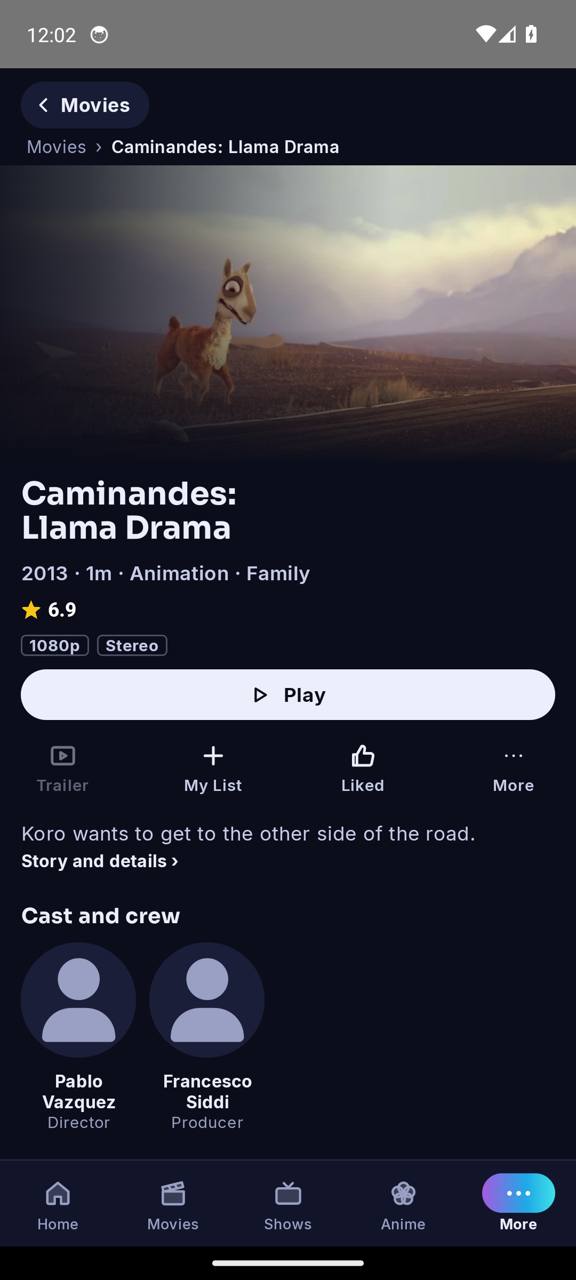 12:02
Movies
Movies › Caminandes: Llama Drama
Caminandes:
Llama Drama
2013 · 1m · Animation · Family
6.9
1080p Stereo
Play
Trailer My List Liked More
Koro wants to get to the other side of the road.
Story and details ›
Cast and crew
Pablo Vazquez
Director
Francesco Siddi
Producer
Home Movies Shows Anime More